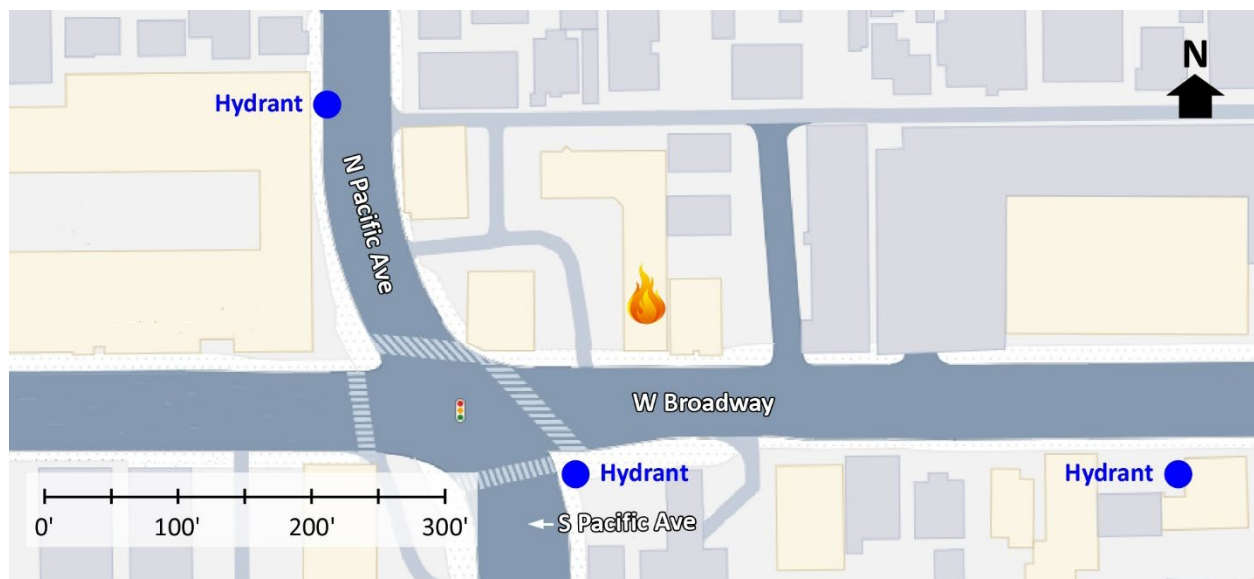 N
Hydrant
N Pacific Ave
W Broadway
Hydrant
Hydrant
0' 100' 200' 300'
S Pacific Ave